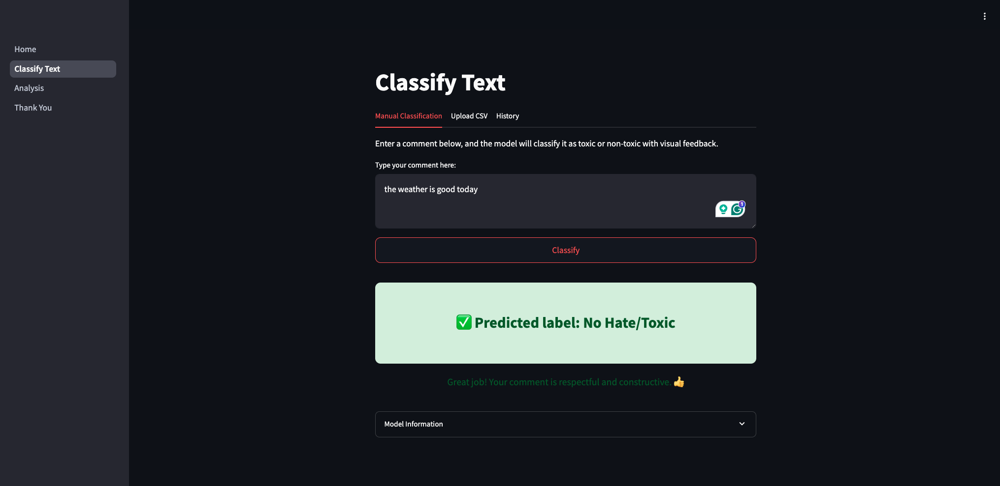 Home
Classify Text
Analysis
Thank You
Classify Text
Manual Classification Upload CSV History
Enter a comment below, and the model will classify it as toxic or non-toxic with visual feedback.
Type your comment here:
the weather is good today
1
Classify
✅ Predicted label: No Hate/Toxic
Great job! Your comment is respectful and constructive. 👍
Model Information